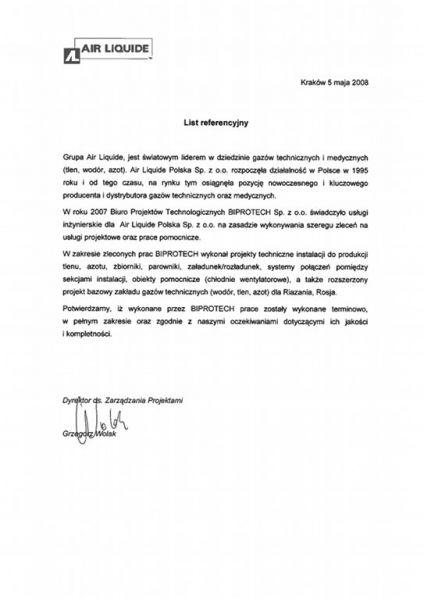 AIR LIQUIDE
Kraków 5 maja 2008
List referencyjny
Grupa Air Liquide, jest światowym liderem w dziedzinie gazów technicznych i medycznych
(tlen, wodór, azot). Air Liquide Polska Sp. z o.o. rozpoczęła działalność w Polsce w 1995
roku i od tego czasu, na rynku tym osiągnęła pozycję nowoczesnego i kluczowego
producenta i dystrybutora gazów technicznych oraz medycznych.
W roku 2007 Biuro Projektów Technologicznych BIPROTECH Sp. z o.o. świadczyło usługi
inżynierskie dla Air Liquide Polska Sp. z o.o. na zasadzie wykonywania szeregu zleceń na
usługi projektowe oraz prace pomocnicze.
W zakresie zleconych prac BIPROTECH wykonał projekty techniczne instalacji do produkcji
tlenu, azotu, zbiorniki, parowniki, załadunek/rozładunek, systemy połączeń pomiędzy
sekcjami instalacji, obiekty pomocnicze (chłodnie wentylatorowe), a także rozszerzony
projekt bazowy zakładu gazów technicznych (wodór, tlen, azot) dla Riazania, Rosja.
Potwierdzamy, iż wykonane przez BIPROTECH prace zostały wykonane terminowo,
w pełnym zakresie oraz zgodnie z naszymi oczekiwaniami dotyczącymi ich jakości
i kompletności.
Dyrektor ds. Zarządzania Projektami
Grzegorz Wolak